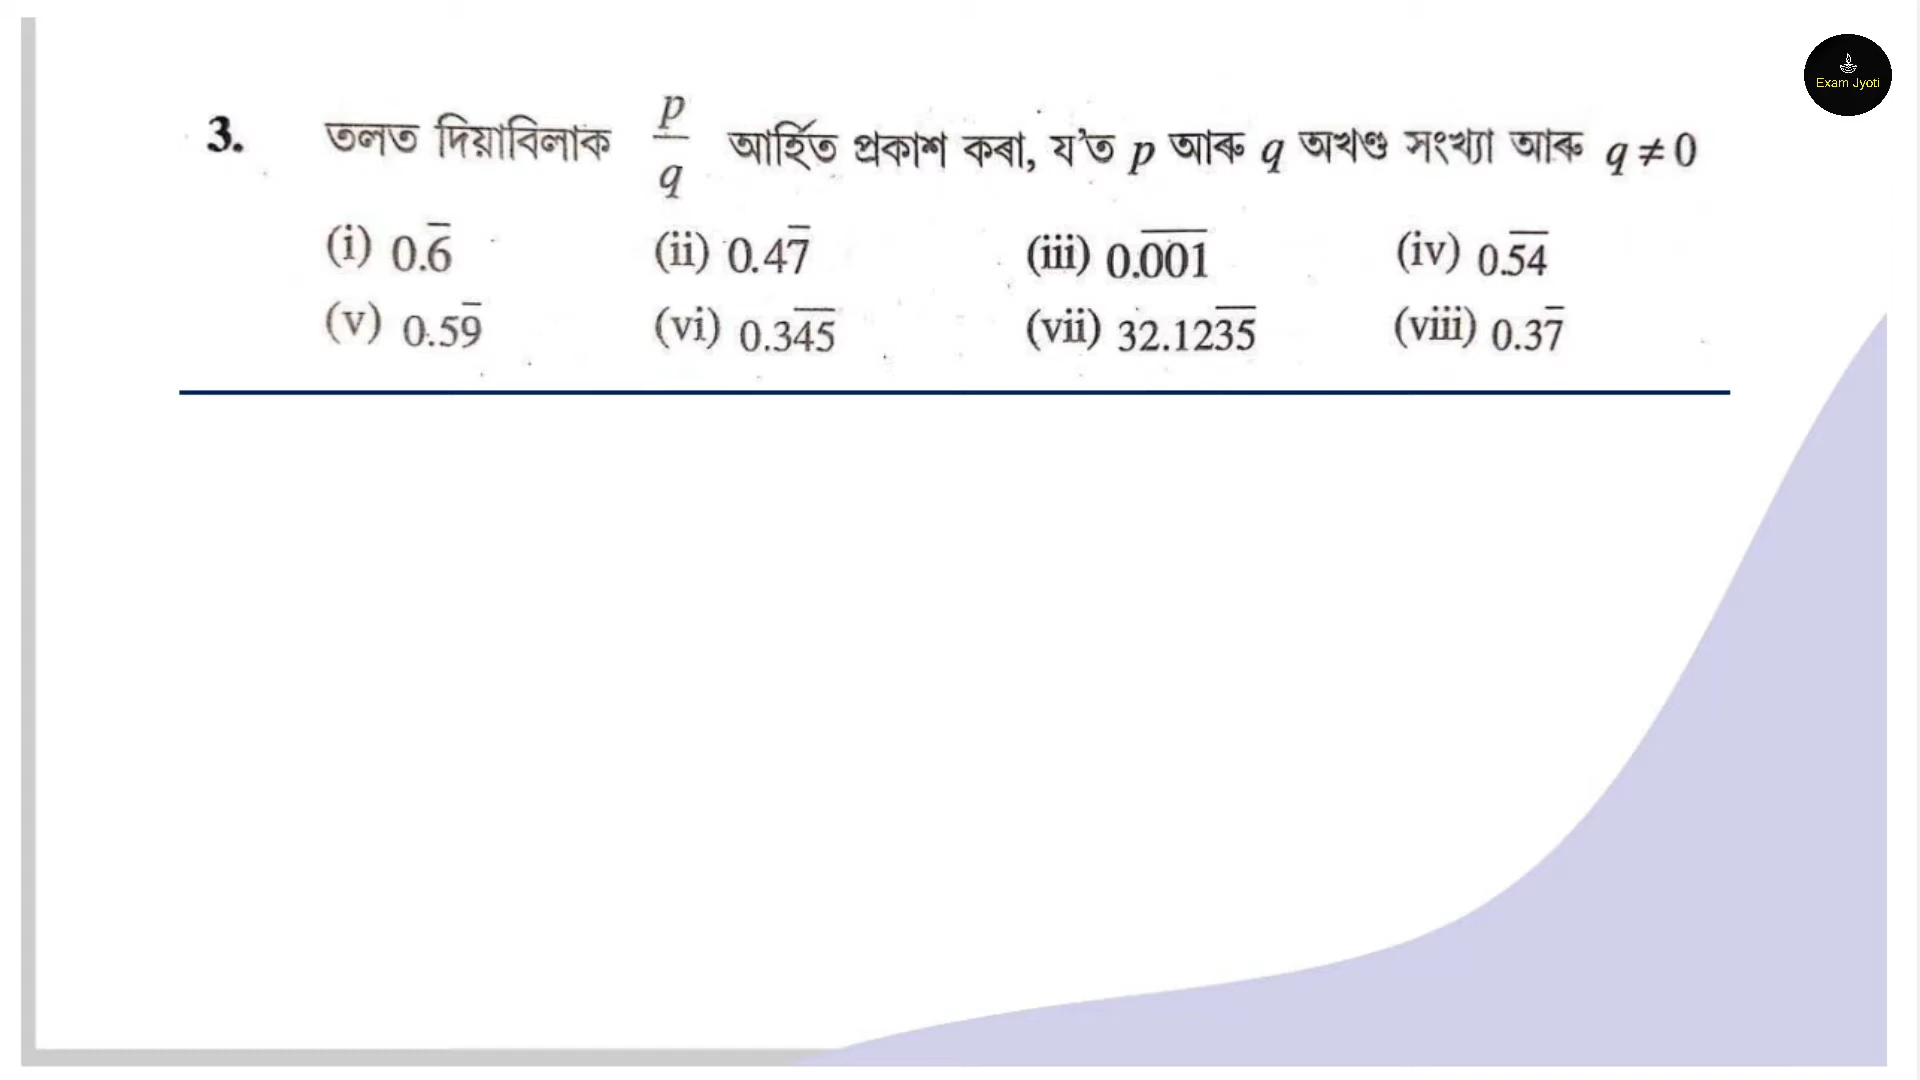 Exam Jyoti
3. তলত দিয়াবিলাক p/q আৰ্হিত প্ৰকাশ কৰা, য'ত p আৰু q অখণ্ড সংখ্যা আৰু q ≠ 0
(i) 0.6̅ (ii) 0.47̅ (iii) 0.0̅0̅1̅ (iv) 0.5̅4̅
(v) 0.59̅ (vi) 0.34̅5̅ (vii) 32.123̅5̅ (viii) 0.37̅